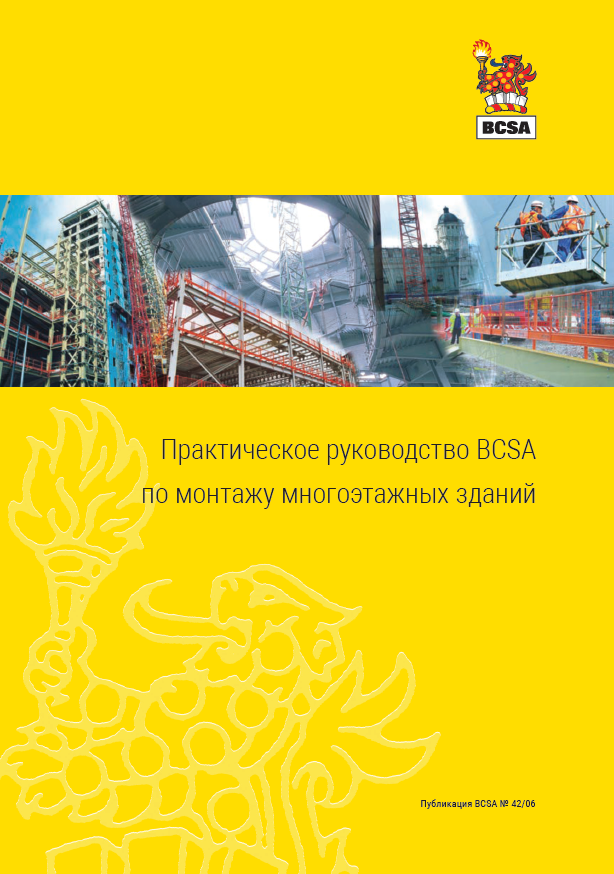 BCSA
Практическое руководство BCSA
по монтажу многоэтажных зданий
Публикация BCSA № 42/06